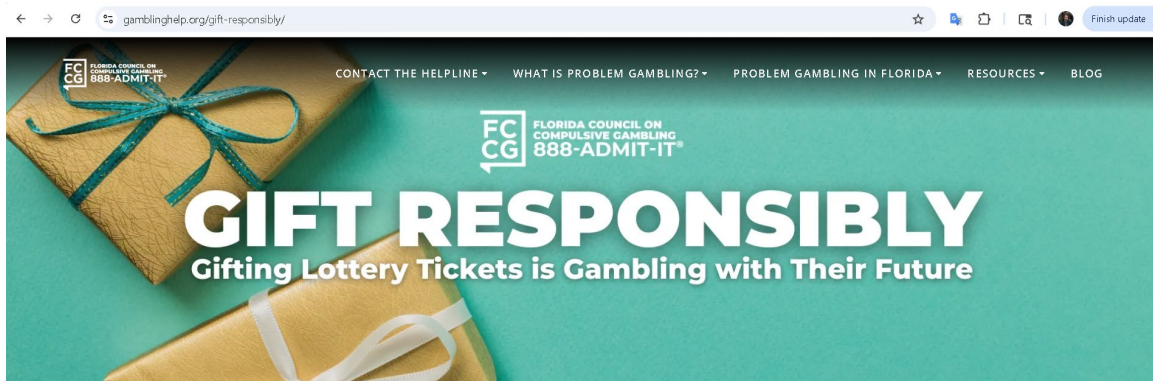 gamblinghelp.org/gift-responsibly/
Finish update
FC
CG
FLORIDA COUNCIL ON
COMPULSIVE GAMBLING
888-ADMIT-IT®
CONTACT THE HELPLINE
WHAT IS PROBLEM GAMBLING?
PROBLEM GAMBLING IN FLORIDA
RESOURCES
BLOG
FC
CG
FLORIDA COUNCIL ON
COMPULSIVE GAMBLING
888-ADMIT-IT®
GIFT RESPONSIBLY
Gifting Lottery Tickets is Gambling with Their Future